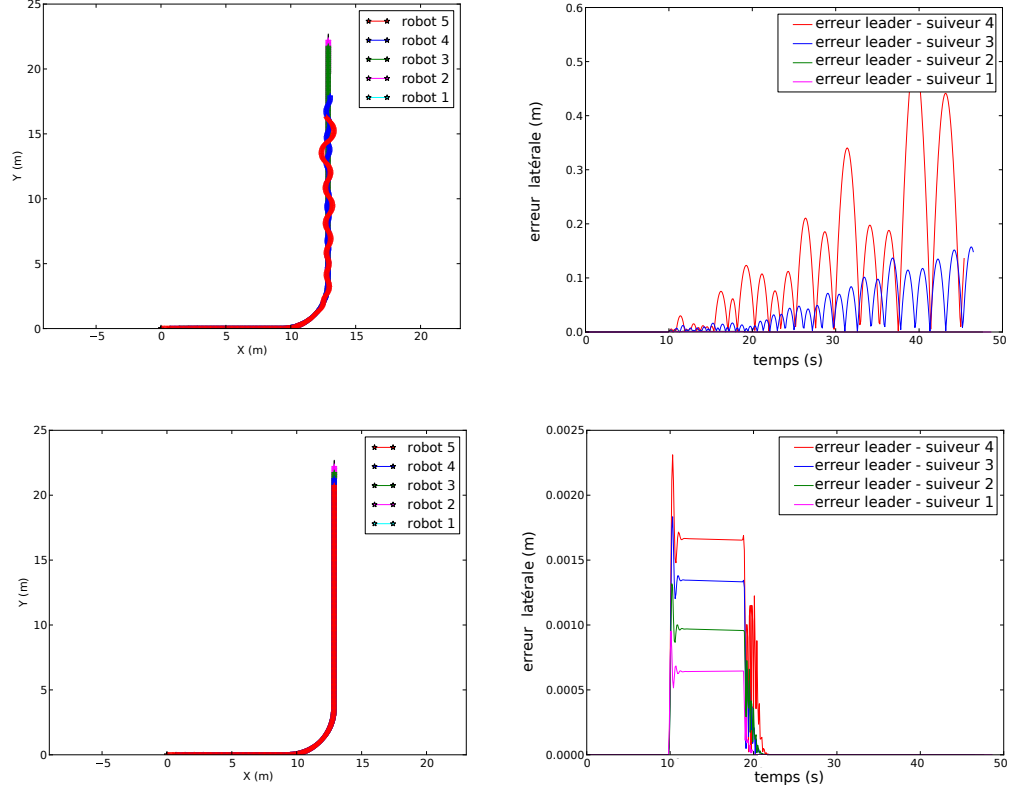 25
20
15
10
5
0
Y (m)
−5
0
5
10
15
20
X (m)
robot 5
robot 4
robot 3
robot 2
robot 1
0.6
0.5
0.4
0.3
0.2
0.1
0.0
erreur latérale (m)
0
10
20
30
40
50
temps (s)
erreur leader - suiveur 4
erreur leader - suiveur 3
erreur leader - suiveur 2
erreur leader - suiveur 1
25
20
15
10
5
0
Y (m)
−5
0
5
10
15
20
X (m)
robot 5
robot 4
robot 3
robot 2
robot 1
0.0025
0.0020
0.0015
0.0010
0.0005
0.0000
erreur latérale (m)
0
10
20
30
40
50
temps (s)
erreur leader - suiveur 4
erreur leader - suiveur 3
erreur leader - suiveur 2
erreur leader - suiveur 1